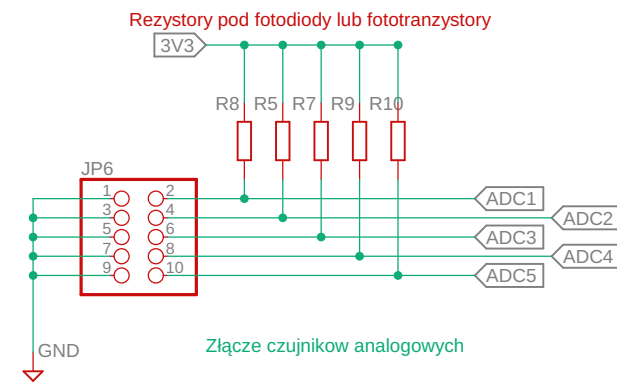 Rezystory pod fotodiody lub fototranzystory
3V3
R8 R5 R7 R9 R10
JP6
1 2 ADC1
3 4 ADC2
5 6 ADC3
7 8 ADC4
9 10 ADC5
GND
Złącze czujnikow analogowych